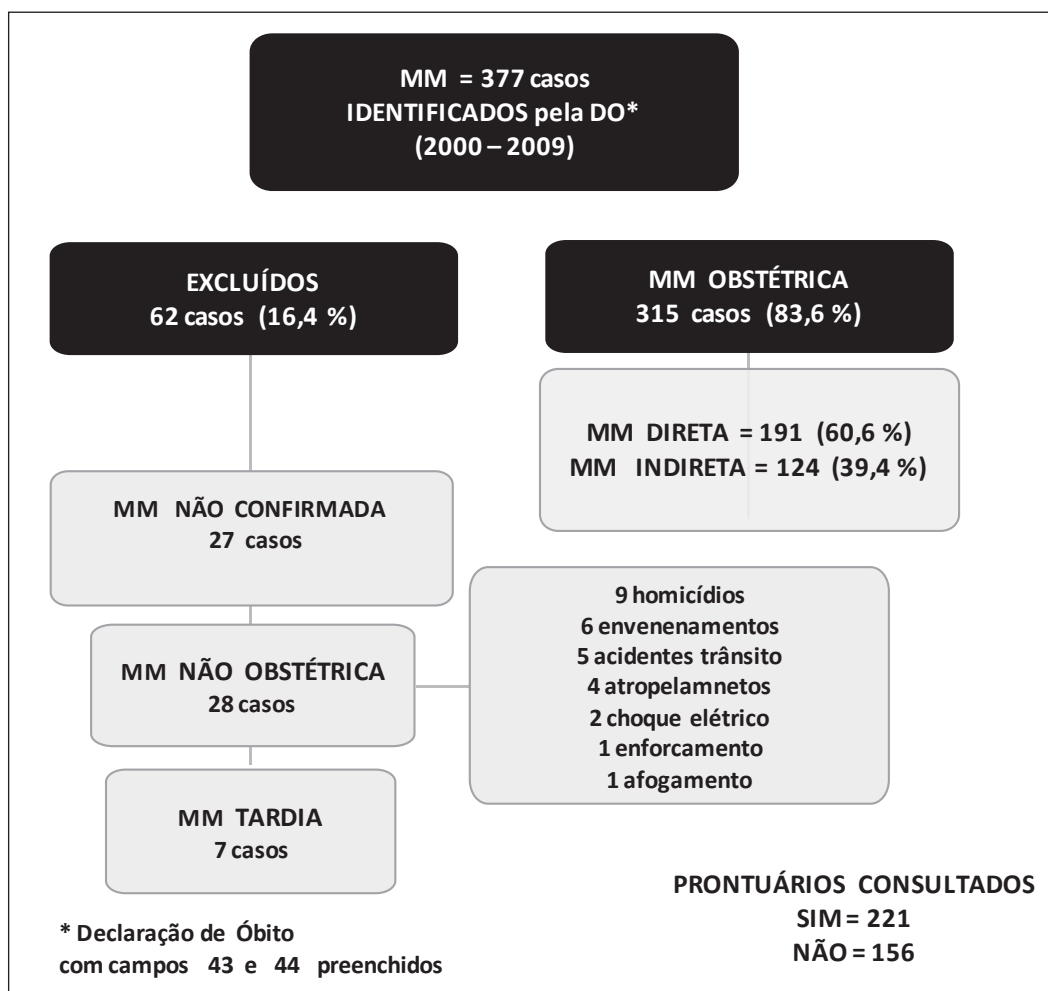 MM = 377 casos
IDENTIFICADOS pela DO*
(2000 – 2009)
EXCLUÍDOS
62 casos (16,4 %)
MM OBSTÉTRICA
315 casos (83,6 %)
MM DIRETA = 191 (60,6 %)
MM INDIRETA = 124 (39,4 %)
MM NÃO CONFIRMADA
27 casos
MM NÃO OBSTÉTRICA
28 casos
9 homicídios
6 envenenamentos
5 acidentes trânsito
4 atropelamnetos
2 choque elétrico
1 enforcamento
1 afogamento
MM TARDIA
7 casos
PRONTUÁRIOS CONSULTADOS
SIM = 221
NÃO = 156
* Declaração de Óbito
com campos 43 e 44 preenchidos